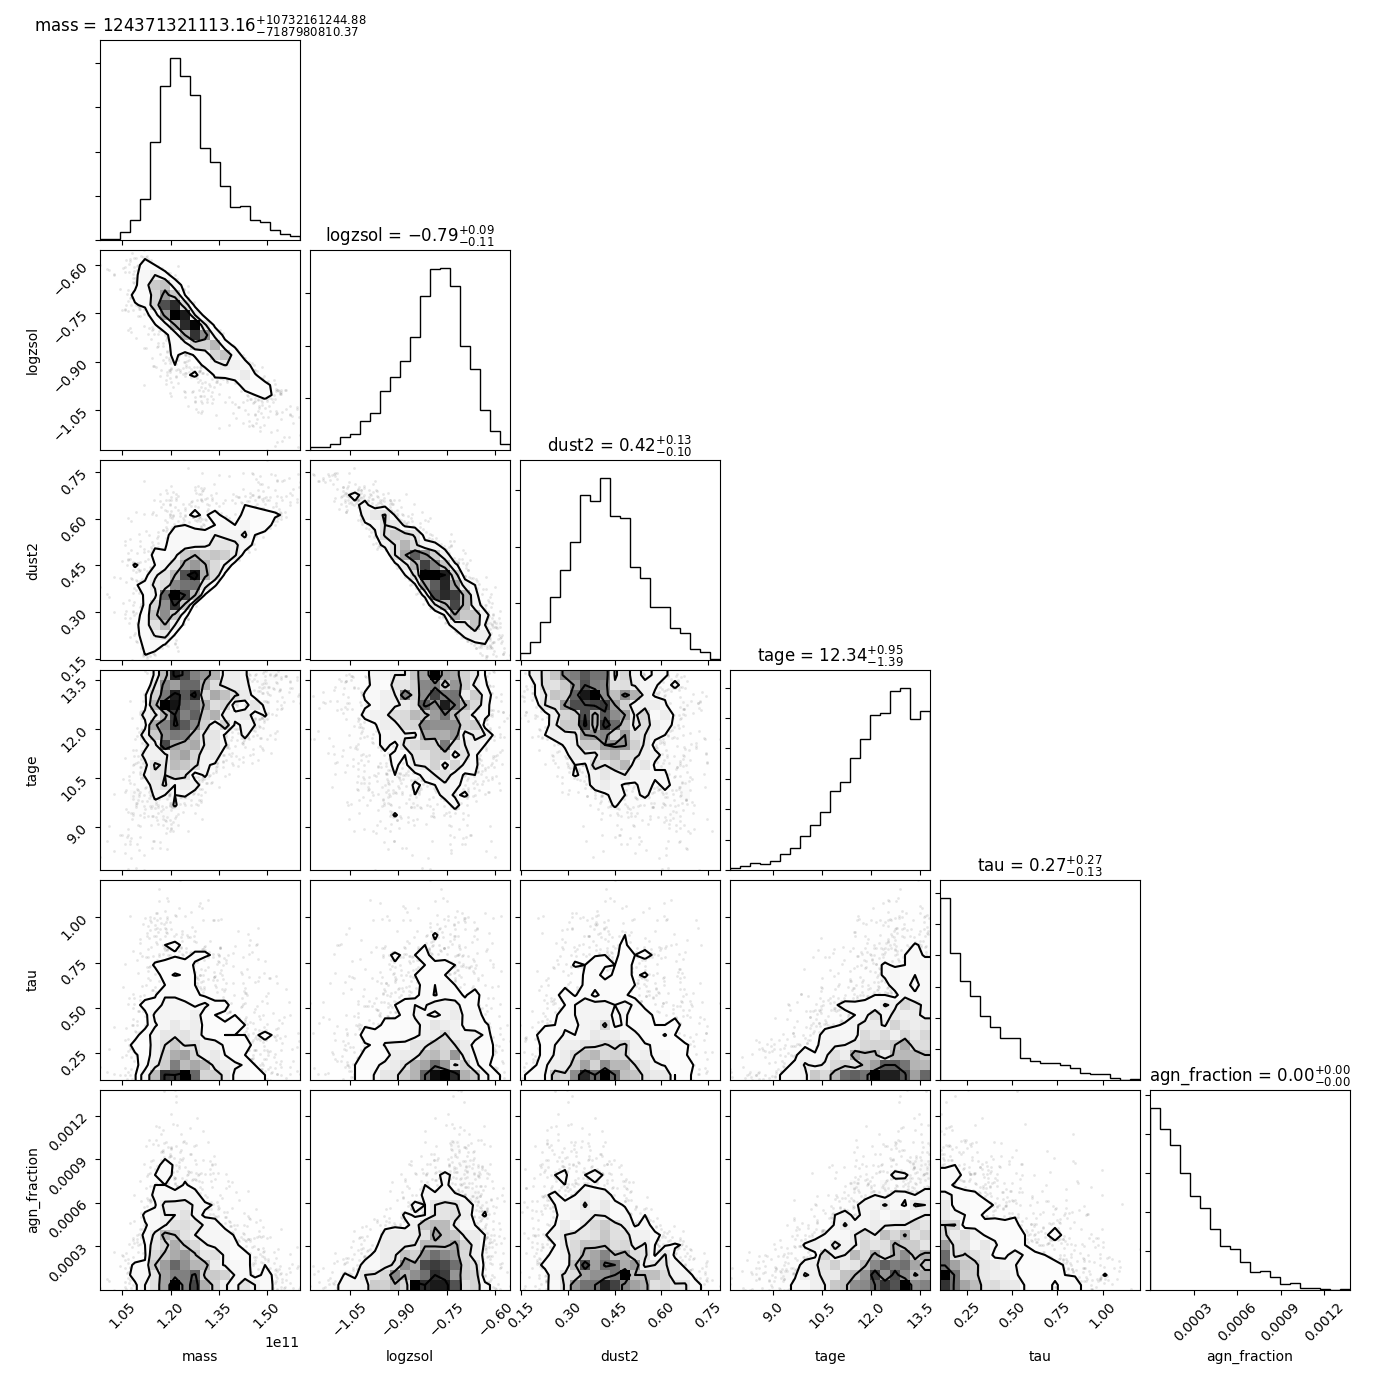 mass = 124371321113.16 +10732161244.88 −7187980810.37
logzsol = −0.79 +0.09 −0.11
−0.60
−0.75
−0.90
−1.05
logzsol
dust2 = 0.42 +0.13 −0.10
0.75
0.60
0.45
0.30
0.15
dust2
tage = 12.34 +0.95 −1.39
13.5
12.0
10.5
9.0
tage
tau = 0.27 +0.27 −0.13
1.00
0.75
0.50
0.25
tau
agn_fraction = 0.00 +0.00 −0.00
0.0012
0.0009
0.0006
0.0003
agn_fraction
1.05 1.20 1.35 1.50
−1.05 −0.90 −0.75 −0.60
0.15 0.30 0.45 0.60 0.75
9.0 10.5 12.0 13.5
0.25 0.50 0.75 1.00
0.0003 0.0006 0.0009 0.0012
1e11
mass logzsol dust2 tage tau agn_fraction